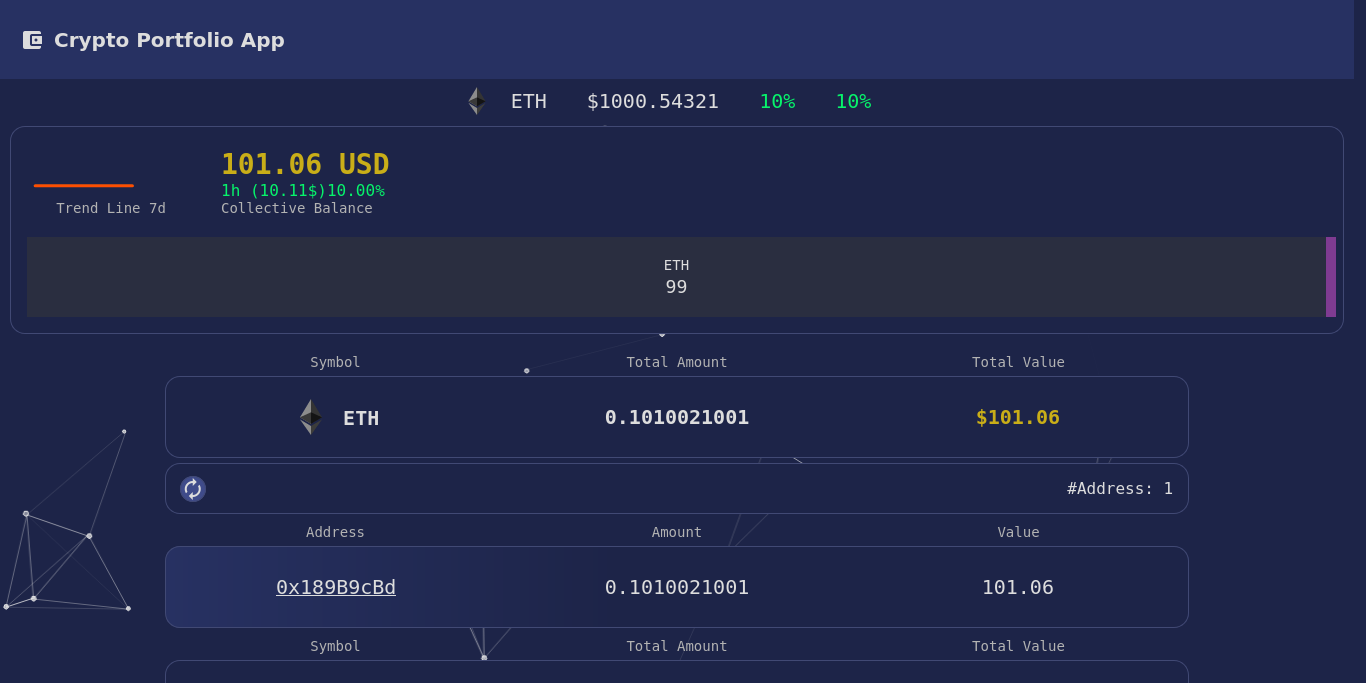 Crypto Portfolio App
ETH $1000.54321 10% 10%
101.06 USD
1h (10.11$)10.00%
Trend Line 7d Collective Balance
ETH
99
Symbol Total Amount Total Value
ETH 0.1010021001 $101.06
#Address: 1
Address Amount Value
0x189B9cBd 0.1010021001 101.06
Symbol Total Amount Total Value